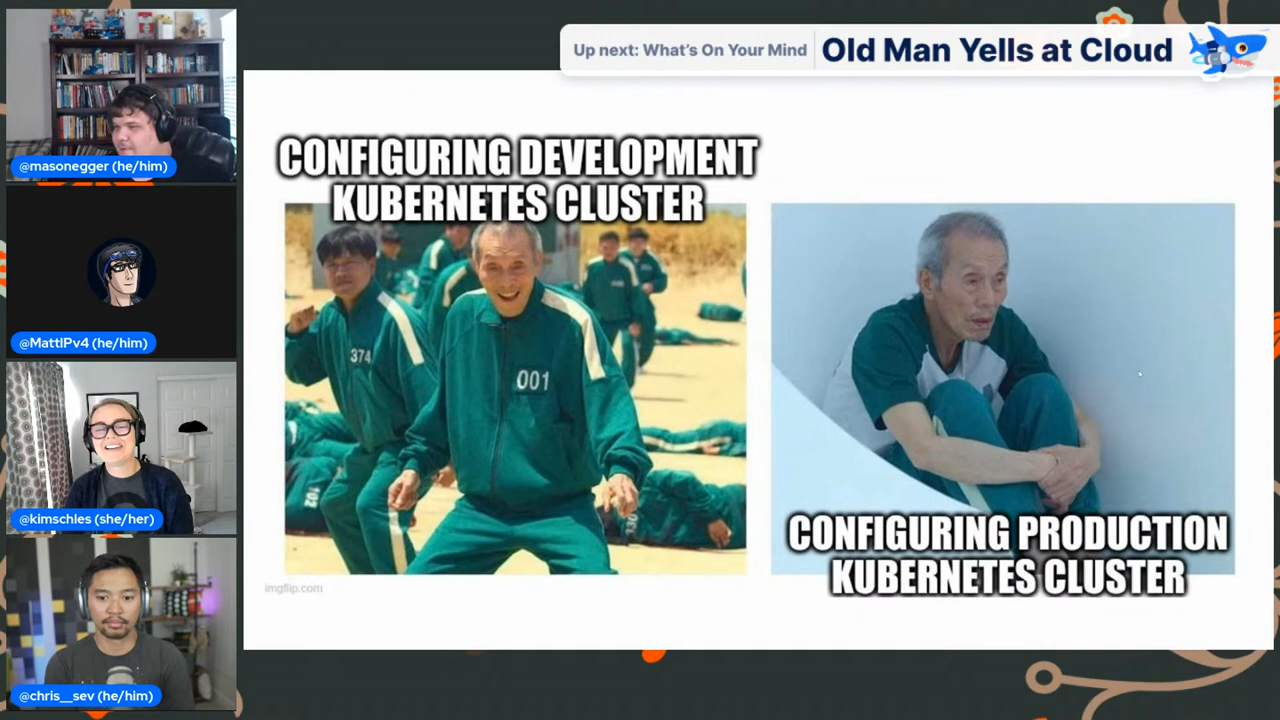 Up next: What's On Your Mind
Old Man Yells at Cloud
@masonegger (he/him)
@MattIPv4 (he/him)
@kimschles (she/her)
@chris__sev (he/him)
CONFIGURING DEVELOPMENT
KUBERNETES CLUSTER
374
001
102
CONFIGURING PRODUCTION
KUBERNETES CLUSTER
imgflip.com